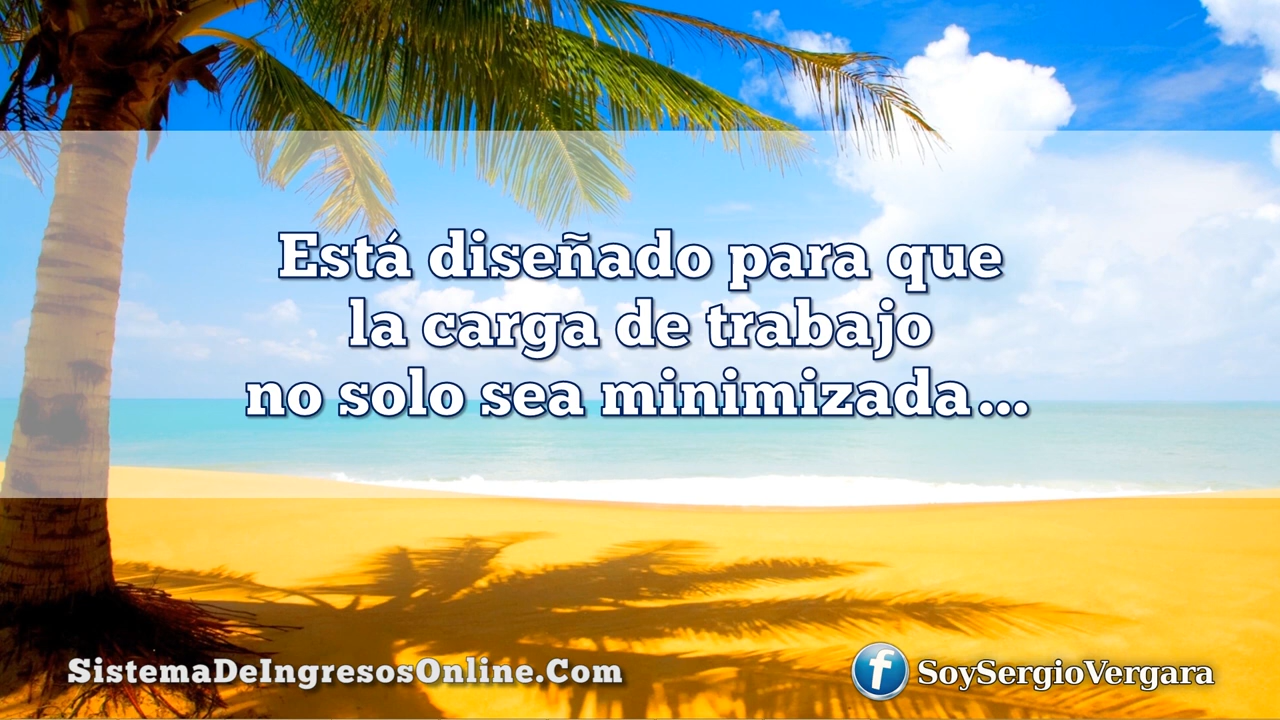 Está diseñado para que
la carga de trabajo
no solo sea minimizada...
SistemaDeIngresosOnline.Com
f SoySergioVergara